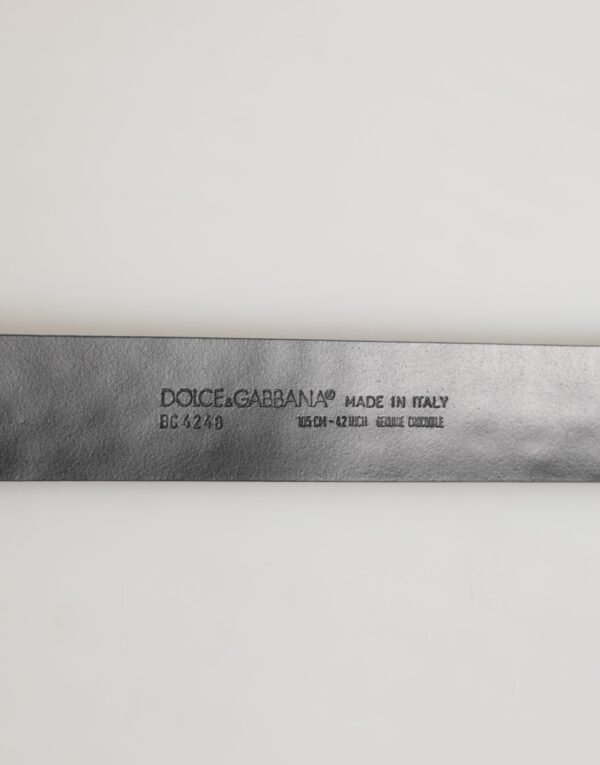 DOLCE&GABBANA® MADE IN ITALY
BC4248 105 CM - 42 INCH GENUINE CROCODILE